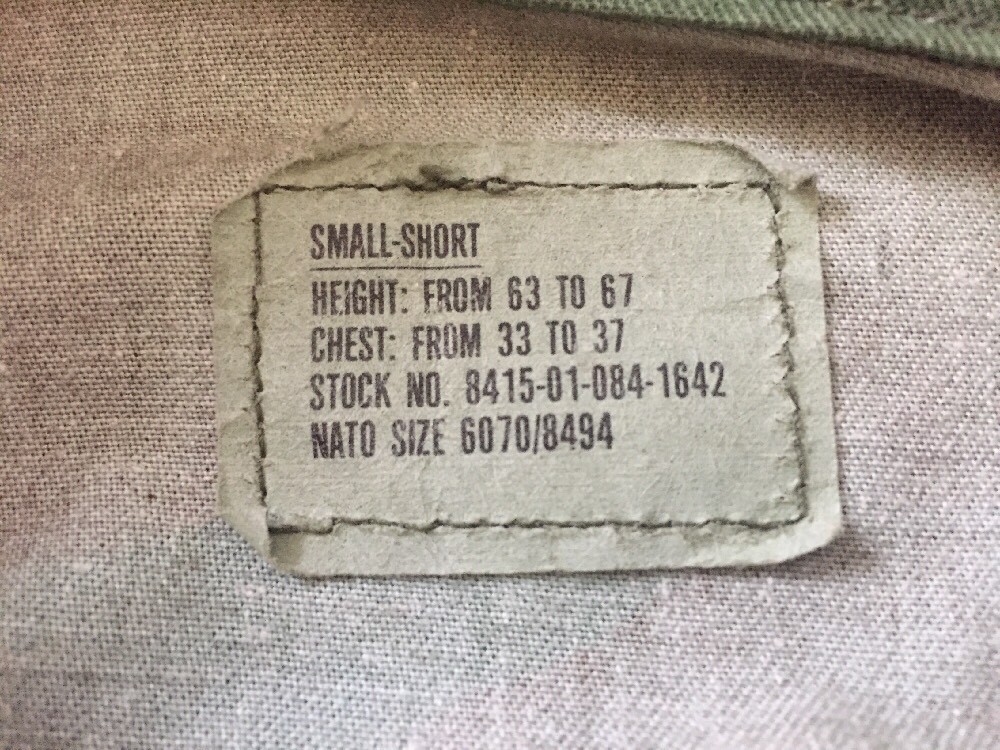 SMALL-SHORT
HEIGHT: FROM 63 TO 67
CHEST: FROM 33 TO 37
STOCK NO. 8415-01-084-1642
NATO SIZE 6070/8494